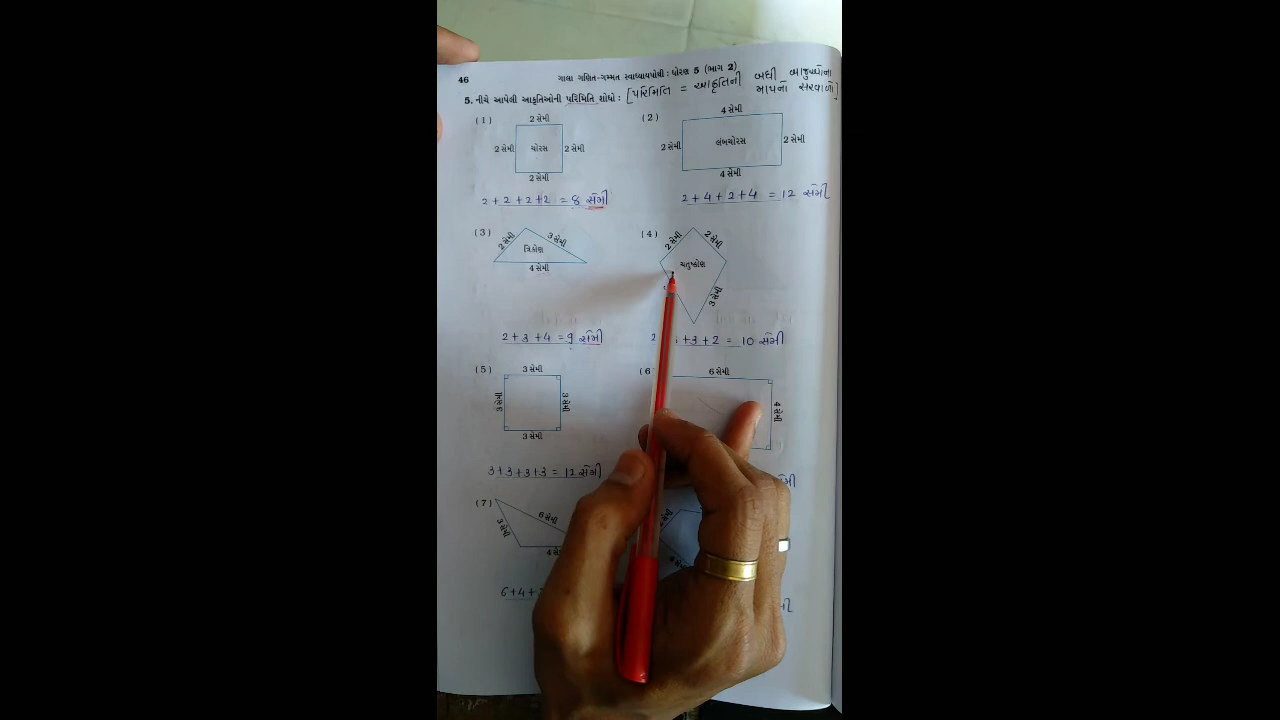 46
ગાલા ગણિત-ગમ્મત સ્વાધ્યાયપોથી : ધોરણ 5 (ભાગ 2)
5. નીચે આપેલી આકૃતિઓની પરિમિતિ શોધો : [પરિમિતિ = આકૃતિની બધી બાજુઓના
માપનો સરવાળો]
(1)
2 સેમી
2 સેમી
ચોરસ
2 સેમી
2 સેમી
2 + 2 + 2 + 2 = 8 સેમી
(2)
4 સેમી
2 સેમી
લંબચોરસ
2 સેમી
4 સેમી
2 + 4 + 2 + 4 = 12 સેમી
(3)
2 સેમી
3 સેમી
ત્રિકોણ
4 સેમી
2 + 3 + 4 = 9 સેમી
(4)
2 સેમી
2 સેમી
ચતુષ્કોણ
3 સેમી
2
+ 3 + 2 = 10 સેમી
(5)
3 સેમી
3 સેમી
3 સેમી
3 સેમી
3 + 3 + 3 + 3 = 12 સેમી
(6
6 સેમી
4 સેમી
સેમી
(7)
6 સેમી
3 સેમી
4
6 + 4 +